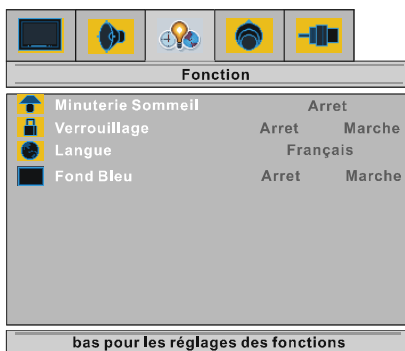 Fonction
Minuterie Sommeil Arret
Verrouillage Arret Marche
Langue Français
Fond Bleu Arret Marche
bas pour les réglages des fonctions